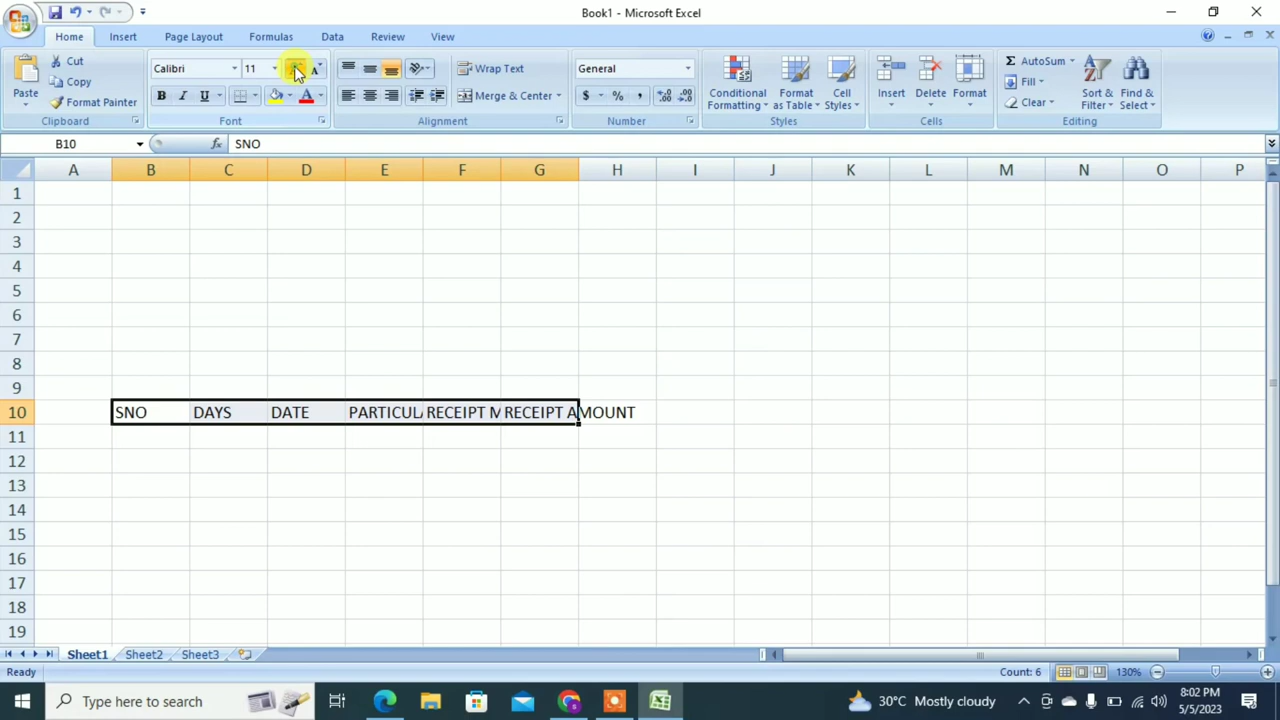 Book1 - Microsoft Excel
Home Insert Page Layout Formulas Data Review View
Paste
Cut
Copy
Format Painter
Clipboard
Calibri 11
B I U A
Font
Wrap Text
Merge & Center
Alignment
General
$ % ,
Number
Conditional Formatting
Format as Table
Cell Styles
Styles
Insert Delete Format
Cells
AutoSum
Fill
Clear
Sort & Filter
Find & Select
Editing
B10 fx SNO
A B C D E F G H I J K L M N O P
1
2
3
4
5
6
7
8
9
10 SNO DAYS DATE PARTICULA RECEIPT M RECEIPT AMOUNT
11
12
13
14
15
16
17
18
19
Sheet1 Sheet2 Sheet3
Ready Count: 6 130%
Type here to search
30°C Mostly cloudy
8:02 PM
5/5/2023